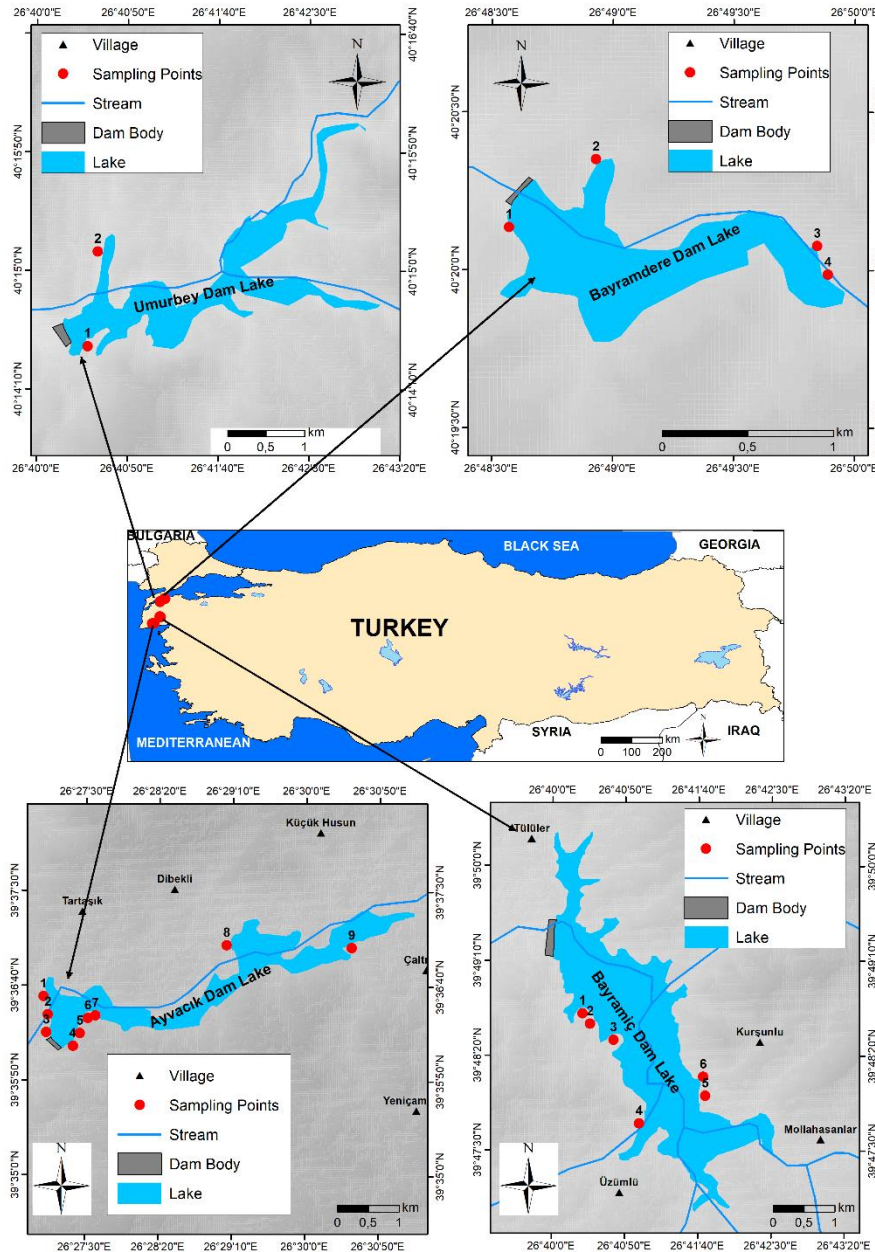 26°40'0"E 26°40'50"E 26°41'40"E 26°42'30"E
N
Village
Sampling Points
Stream
Dam Body
Lake
40°16'40"N
40°15'50"N 40°15'50"N
40°15'0"N 40°15'0"N
40°14'10"N 40°14'10"N
2
1
Umurbey Dam Lake
0 0,5 1 km
26°40'0"E 26°40'50"E 26°41'40"E 26°42'30"E 26°43'20"E
26°48'30"E 26°49'0"E 26°49'30"E 26°50'0"E
N
Village
Sampling Points
Stream
Dam Body
Lake
40°20'30"N 40°20'30"N
40°20'0"N 40°20'0"N
40°19'30"N 40°19'30"N
1
2
3
4
Bayramdere Dam Lake
0 0,5 1 km
26°48'30"E 26°49'0"E 26°49'30"E 26°50'0"E
BULGARIA
BLACK SEA
GEORGIA
TURKEY
MEDITERRANEAN
SYRIA
IRAQ
N
km
0 100 200
26°27'30"E 26°28'20"E 26°29'10"E 26°30'0"E 26°30'50"E
Küçük Husun
Dibekli
Tartaşık
39°37'30"N 39°37'30"N
39°36'40"N 39°36'40"N
39°35'50"N 39°35'50"N
39°35'0"N 39°35'0"N
1
2
3
4
5
6
7
8
9
Ayvacık Dam Lake
Çaltı
Yeniçam
Village
Sampling Points
Stream
Dam Body
Lake
N
km
0 0,5 1
26°27'30"E 26°28'20"E 26°29'10"E 26°30'0"E 26°30'50"E
26°40'0"E 26°40'50"E 26°41'40"E 26°42'30"E 26°43'20"E
Tülüler
Village
Sampling Points
Stream
Dam Body
Lake
39°50'0"N 39°50'0"N
39°49'10"N 39°49'10"N
39°48'20"N 39°48'20"N
39°47'30"N 39°47'30"N
1
2
3
4
5
6
Bayramiç Dam Lake
Kurşunlu
Mollahasanlar
Üzümlü
N
km
0 0,5 1
26°40'0"E 26°40'50"E 26°41'40"E 26°42'30"E 26°43'20"E